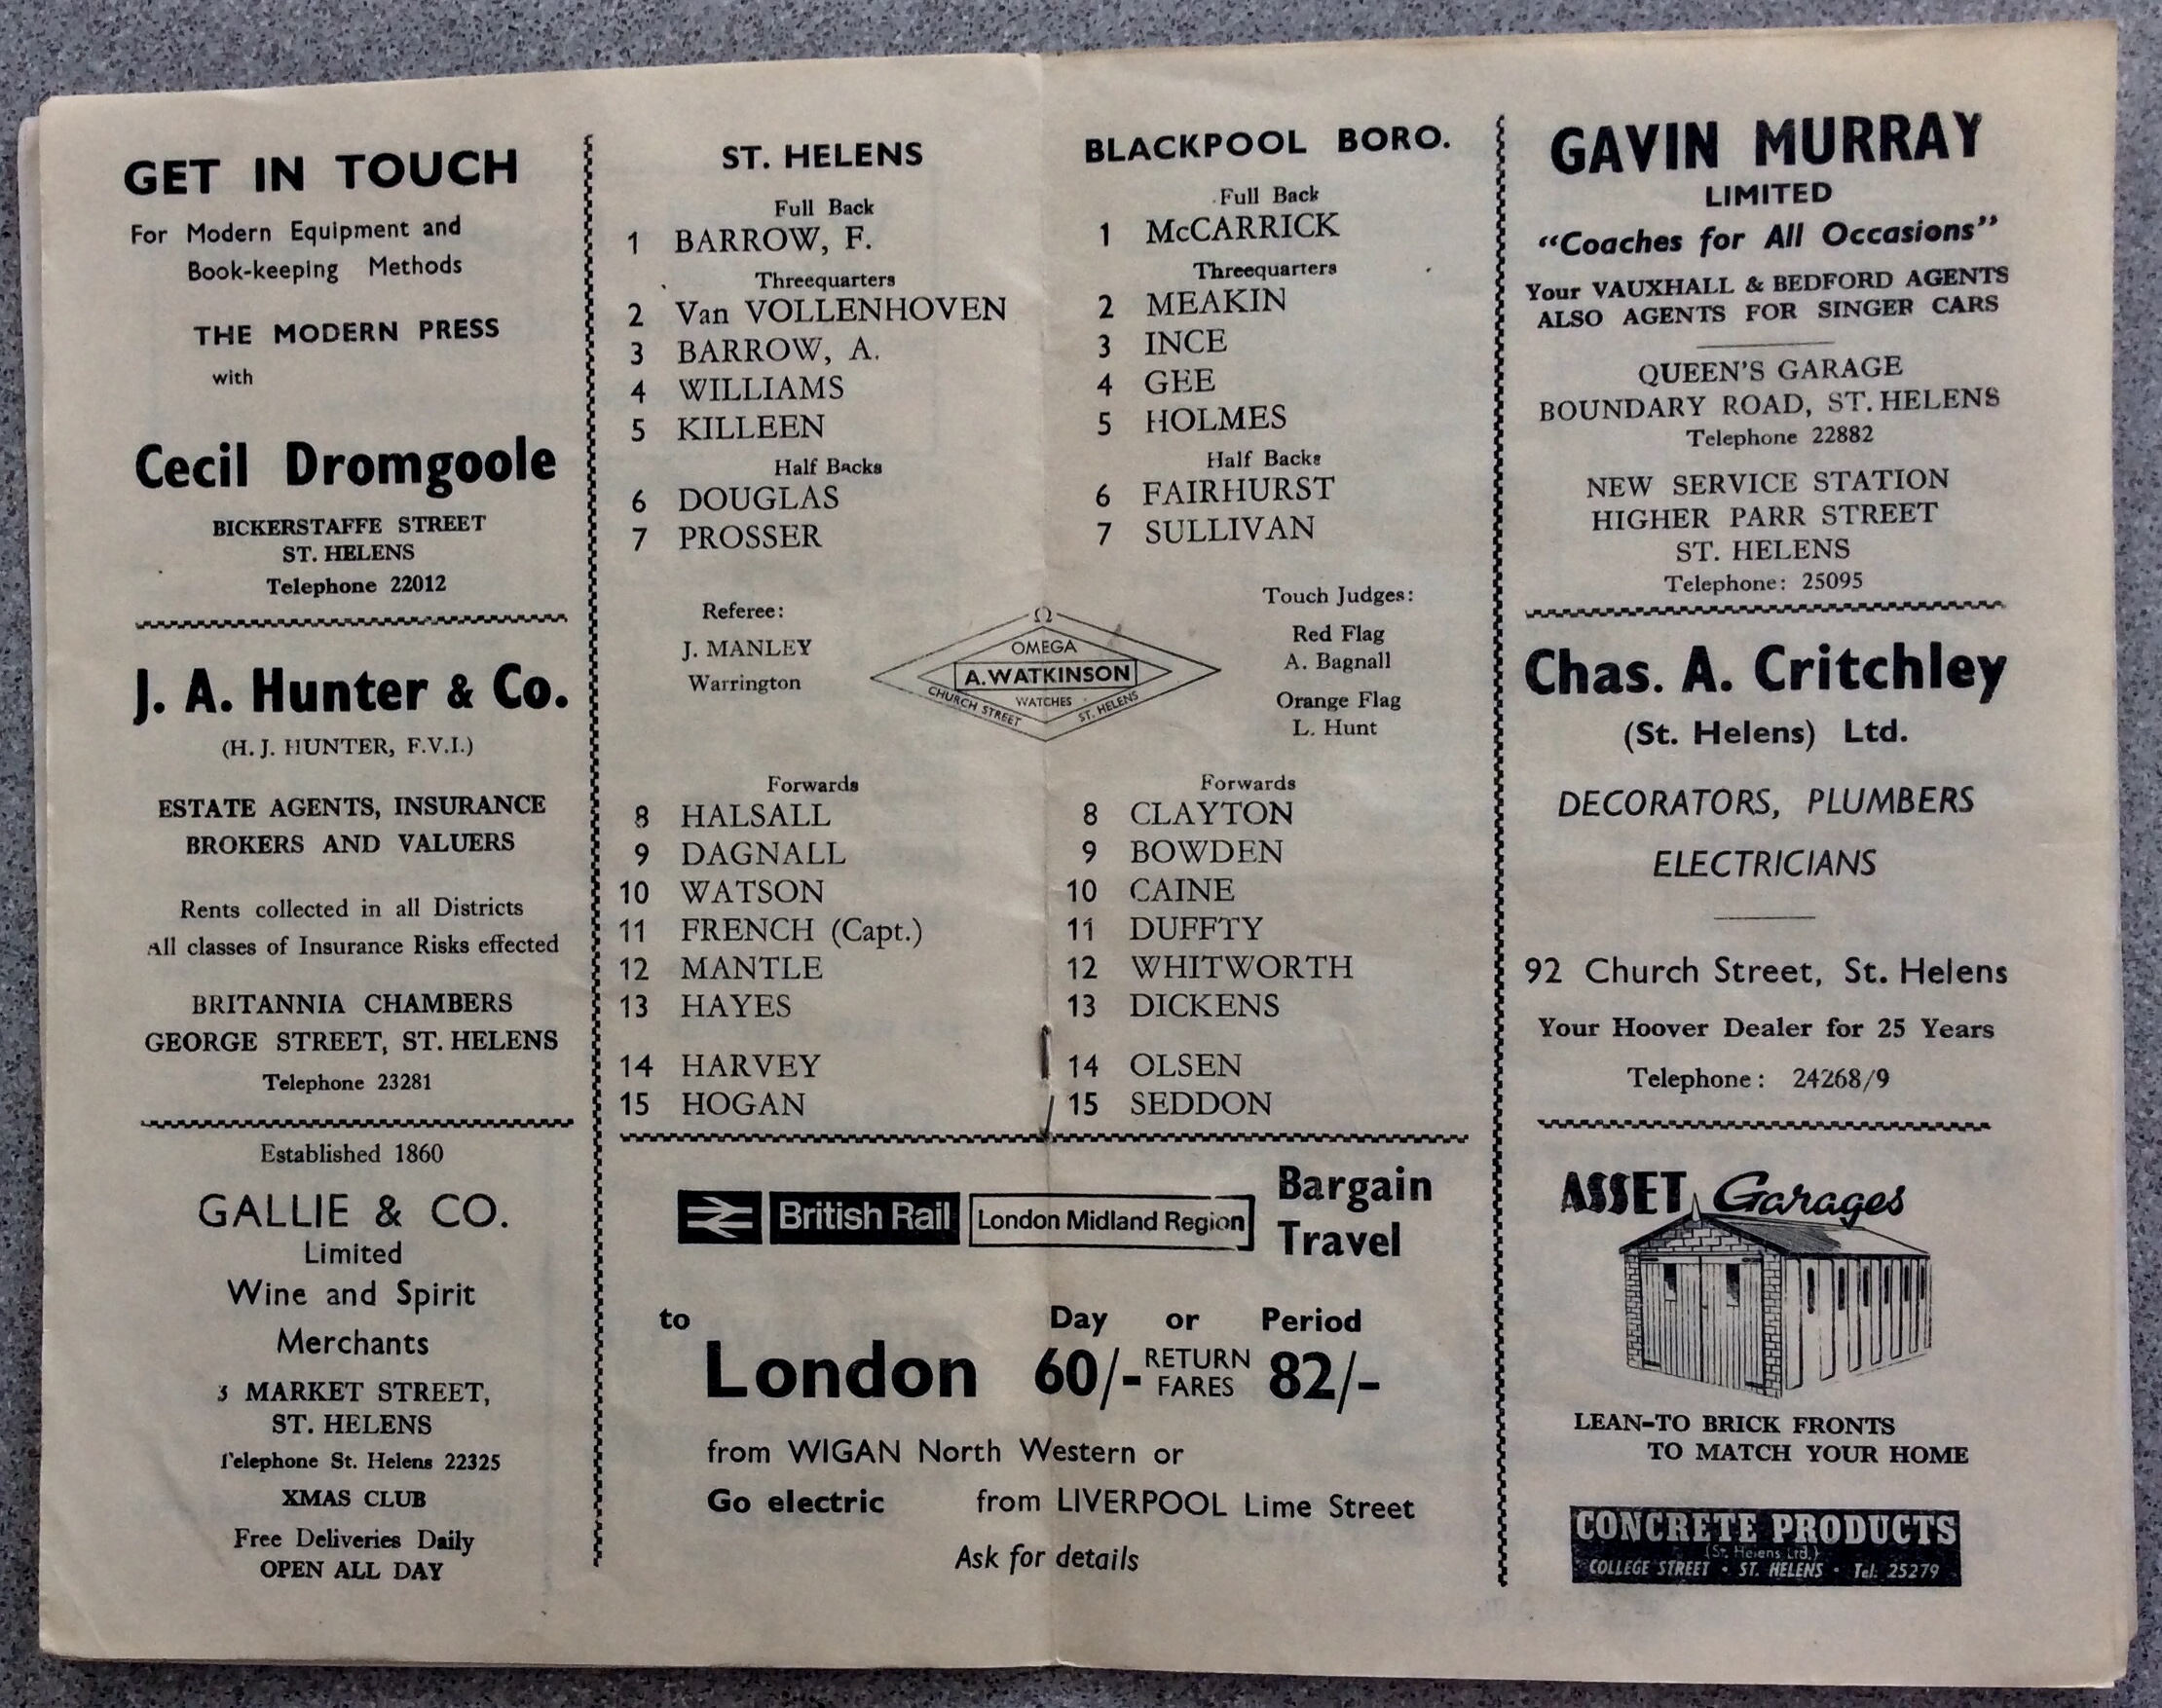 GET IN TOUCH
For Modern Equipment and
Book-keeping Methods
THE MODERN PRESS
with
Cecil Dromgoole
BICKERSTAFFE STREET
ST. HELENS
Telephone 22012
J. A. Hunter & Co.
(H. J. HUNTER, F.V.I.)
ESTATE AGENTS, INSURANCE
BROKERS AND VALUERS
Rents collected in all Districts
All classes of Insurance Risks effected
BRITANNIA CHAMBERS
GEORGE STREET, ST. HELENS
Telephone 23281
Established 1860
GALLIE & CO.
Limited
Wine and Spirit
Merchants
3 MARKET STREET,
ST. HELENS
Telephone St. Helens 22325
XMAS CLUB
Free Deliveries Daily
OPEN ALL DAY
ST. HELENS
Full Back
1 BARROW, F.
Threequarters
2 Van VOLLENHOVEN
3 BARROW, A.
4 WILLIAMS
5 KILLEEN
Half Backs
6 DOUGLAS
7 PROSSER
Referee:
J. MANLEY
Warrington
Forwards
8 HALSALL
9 DAGNALL
10 WATSON
11 FRENCH (Capt.)
12 MANTLE
13 HAYES
14 HARVEY
15 HOGAN
Ω
OMEGA
A. WATKINSON
WATCHES
CHURCH STREET ST. HELENS
BLACKPOOL BORO.
Full Back
1 McCARRICK
Threequarters
2 MEAKIN
3 INCE
4 GEE
5 HOLMES
Half Backs
6 FAIRHURST
7 SULLIVAN
Touch Judges:
Red Flag
A. Bagnall
Orange Flag
L. Hunt
Forwards
8 CLAYTON
9 BOWDEN
10 CAINE
11 DUFFTY
12 WHITWORTH
13 DICKENS
14 OLSEN
15 SEDDON
British Rail London Midland Region
Bargain
Travel
to
London
Day or Period
60/- RETURN FARES 82/-
from WIGAN North Western or
Go electric from LIVERPOOL Lime Street
Ask for details
GAVIN MURRAY
LIMITED
"Coaches for All Occasions"
Your VAUXHALL & BEDFORD AGENTS
ALSO AGENTS FOR SINGER CARS
QUEEN'S GARAGE
BOUNDARY ROAD, ST. HELENS
Telephone 22882
NEW SERVICE STATION
HIGHER PARR STREET
ST. HELENS
Telephone: 25095
Chas. A. Critchley
(St. Helens) Ltd.
DECORATORS, PLUMBERS
ELECTRICIANS
92 Church Street, St. Helens
Your Hoover Dealer for 25 Years
Telephone: 24268/9
ASSET Garages
LEAN-TO BRICK FRONTS
TO MATCH YOUR HOME
CONCRETE PRODUCTS
(St. Helens Ltd.)
COLLEGE STREET • ST. HELENS • Tel. 25279